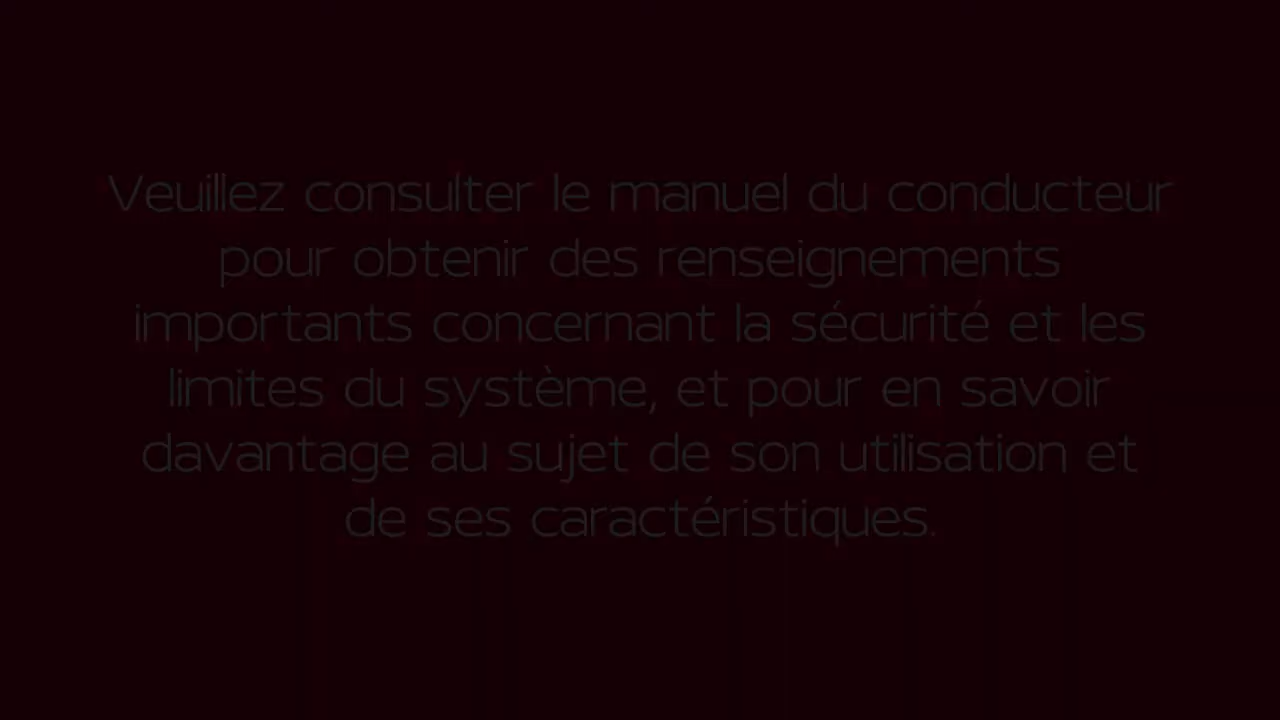 Veuillez consulter le manuel du conducteur
pour obtenir des renseignements
importants concernant la sécurité et les
limites du système, et pour en savoir
davantage au sujet de son utilisation et
de ses caractéristiques.